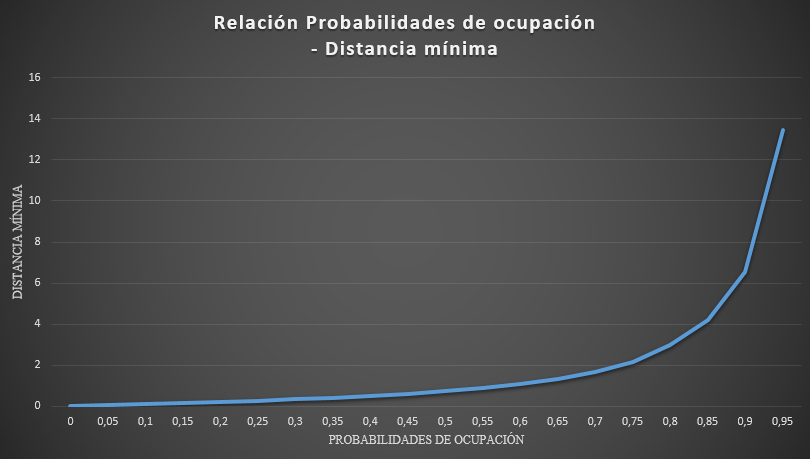 Relación Probabilidades de ocupación
- Distancia mínima
16
14
12
10
8
6
4
2
0
DISTANCIA MÍNIMA
0 0,05 0,1 0,15 0,2 0,25 0,3 0,35 0,4 0,45 0,5 0,55 0,6 0,65 0,7 0,75 0,8 0,85 0,9 0,95
PROBABILIDADES DE OCUPACIÓN